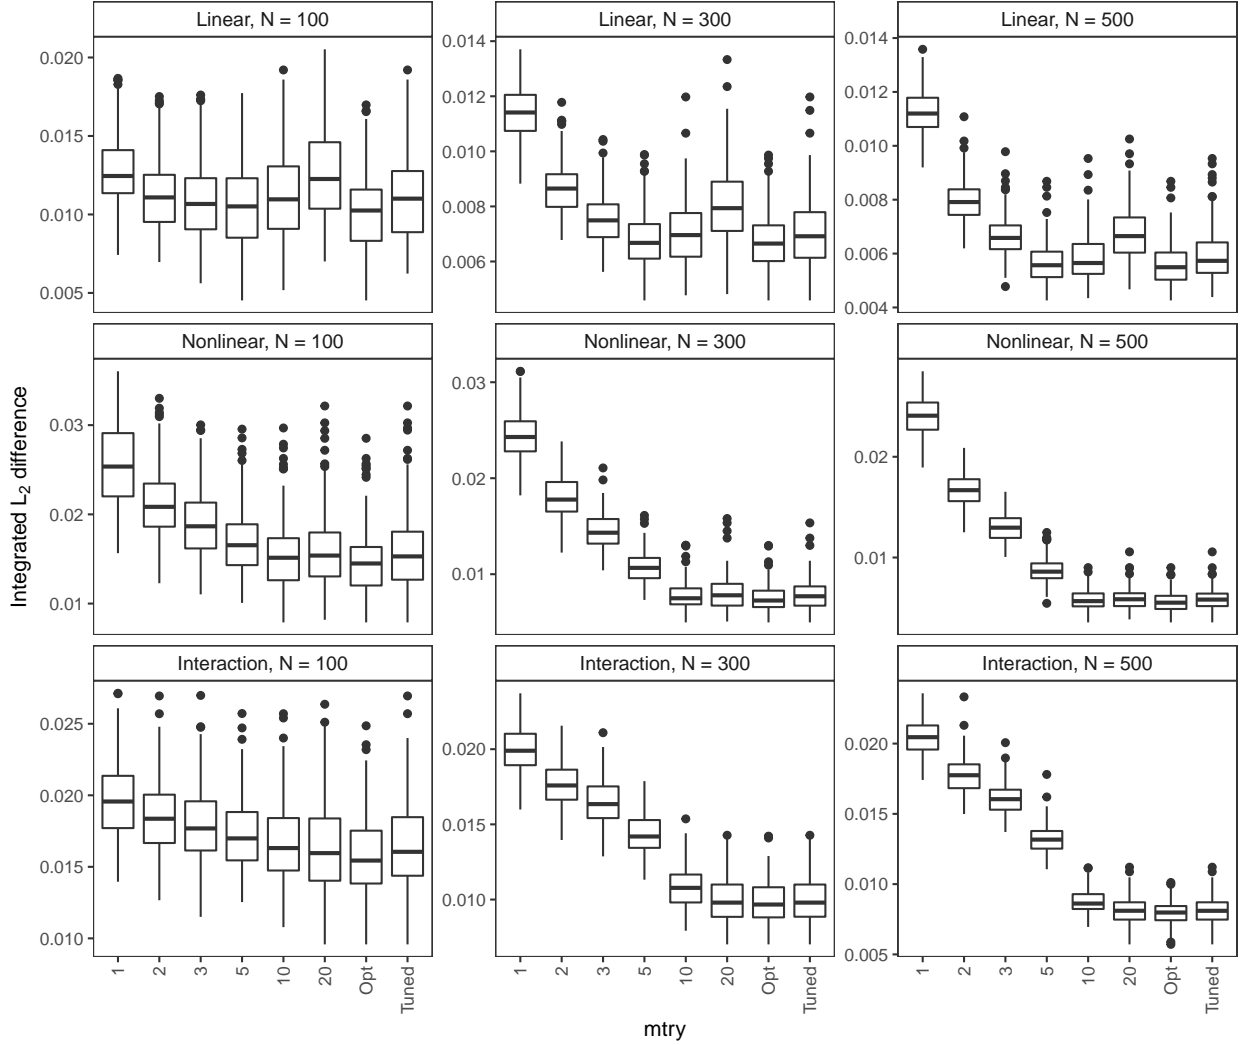 Linear, N = 100
Linear, N = 300
Linear, N = 500
0.020
0.015
0.010
0.005
0.014
0.012
0.010
0.008
0.006
0.014
0.012
0.010
0.008
0.006
0.004
Nonlinear, N = 100
Nonlinear, N = 300
Nonlinear, N = 500
0.03
0.02
0.01
0.03
0.02
0.01
0.02
0.01
Integrated L₂ difference
Interaction, N = 100
Interaction, N = 300
Interaction, N = 500
0.025
0.020
0.015
0.010
0.020
0.015
0.010
0.020
0.015
0.010
0.005
1 2 3 5 10 20 Opt Tuned
1 2 3 5 10 20 Opt Tuned
1 2 3 5 10 20 Opt Tuned
mtry